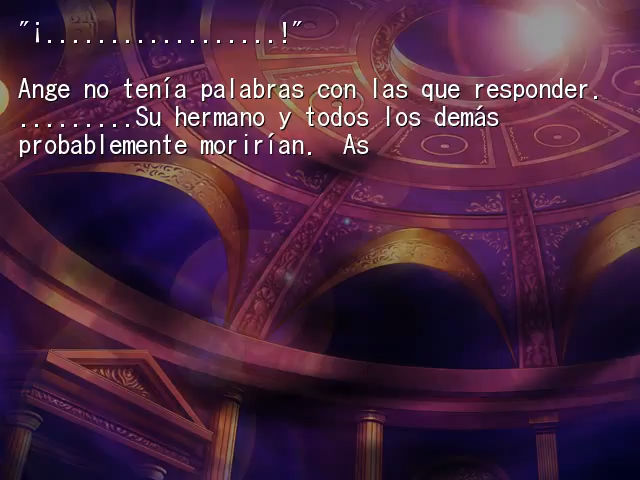 "¡..................!"
Ange no tenía palabras con las que responder.
.........Su hermano y todos los demás
probablemente morirían.  As